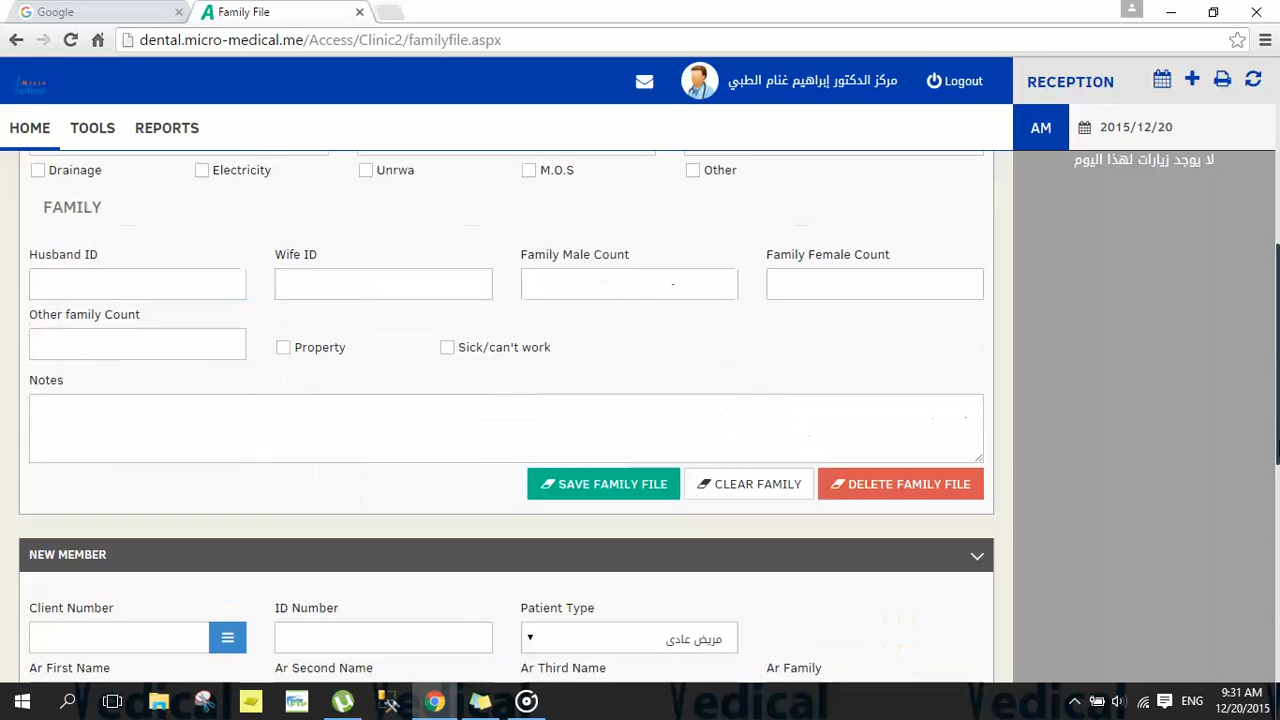 Google
Family File
dental.micro-medical.me/Access/Clinic2/familyfile.aspx
مركز الدكتور إبراهيم غنام الطبي
Logout
RECEPTION
HOME TOOLS REPORTS
AM 2015/12/20
لا يوجد زيارات لهذا اليوم
Drainage Electricity Unrwa M.O.S Other
FAMILY
Husband ID Wife ID Family Male Count Family Female Count
Other family Count
Property Sick/can't work
Notes
SAVE FAMILY FILE CLEAR FAMILY DELETE FAMILY FILE
NEW MEMBER
Client Number ID Number Patient Type
مريض عادي
Ar First Name Ar Second Name Ar Third Name Ar Family
ENG
9:31 AM
12/20/2015